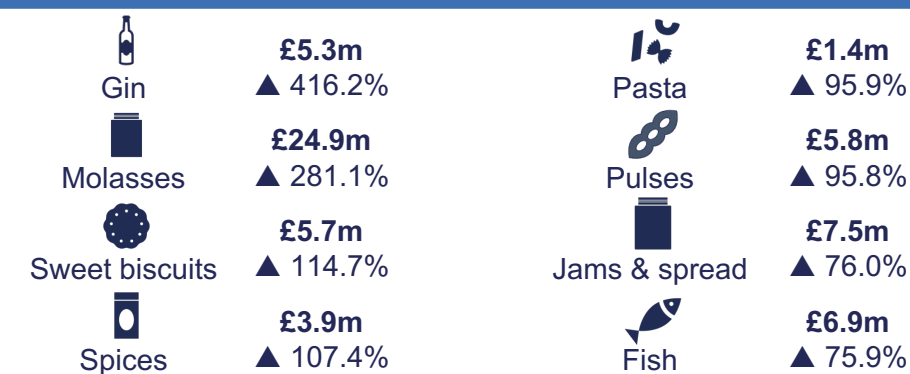 £5.3m
Gin
▲ 416.2%
£24.9m
Molasses
▲ 281.1%
£5.7m
Sweet biscuits
▲ 114.7%
£3.9m
Spices
▲ 107.4%
£1.4m
Pasta
▲ 95.9%
£5.8m
Pulses
▲ 95.8%
£7.5m
Jams & spread
▲ 76.0%
£6.9m
Fish
▲ 75.9%